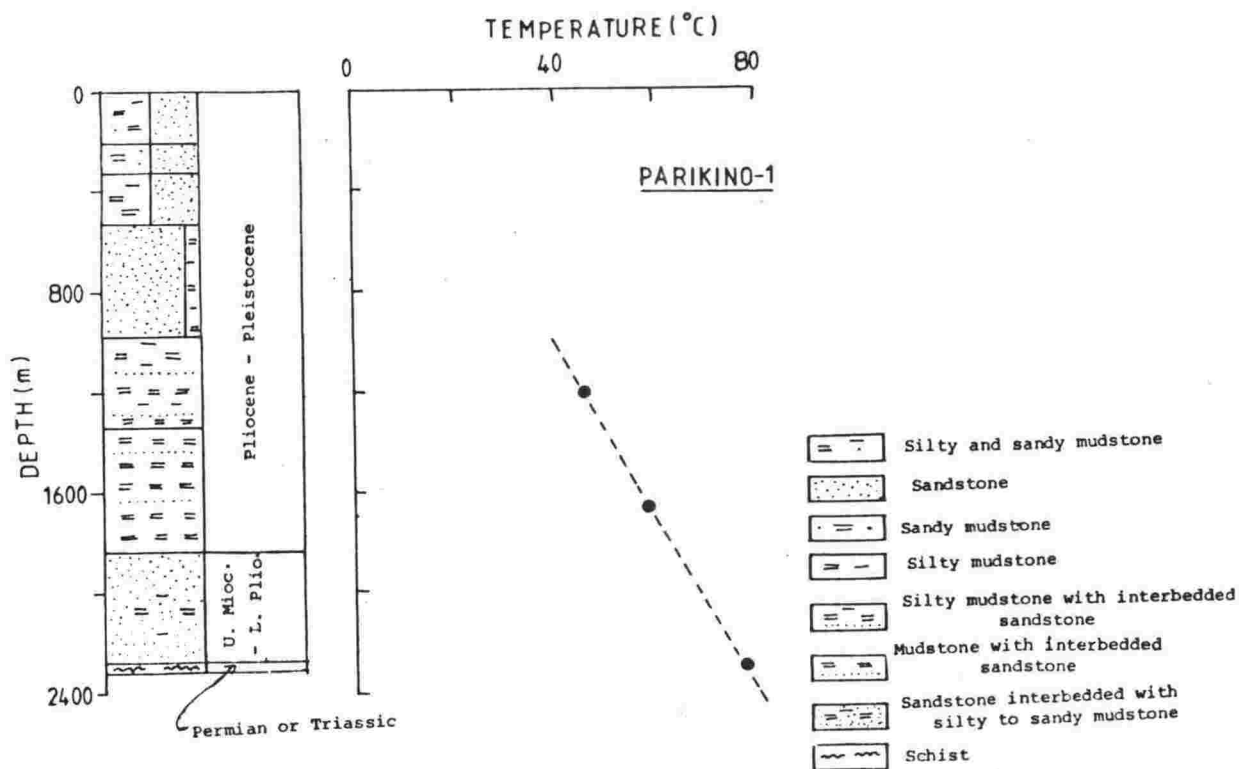 TEMPERATURE (°C)
0 40 80
0
800
1600
2400
DEPTH (m)
PARIKINO-1
Pliocene - Pleistocene
U. Mioc.
- L. Plio.
Permian or Triassic
Silty and sandy mudstone
Sandstone
Sandy mudstone
Silty mudstone
Silty mudstone with interbedded
sandstone
Mudstone with interbedded
sandstone
Sandstone interbedded with
silty to sandy mudstone
Schist